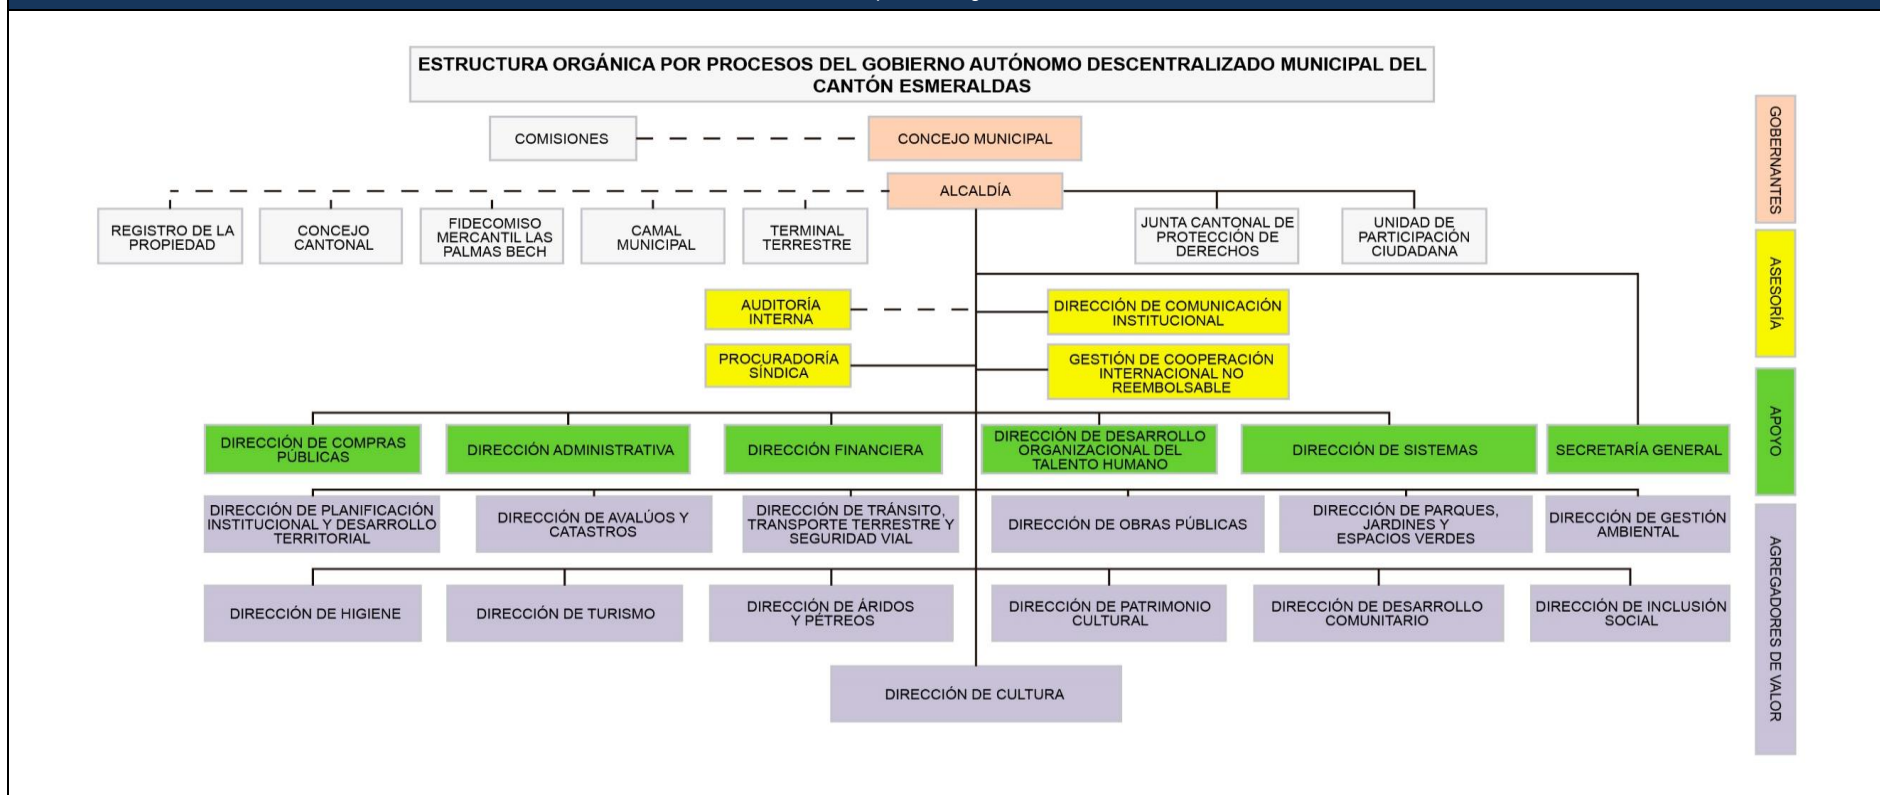 ESTRUCTURA ORGÁNICA POR PROCESOS DEL GOBIERNO AUTÓNOMO DESCENTRALIZADO MUNICIPAL DEL
CANTÓN ESMERALDAS
COMISIONES
CONCEJO MUNICIPAL
ALCALDÍA
REGISTRO DE LA
PROPIEDAD
CONCEJO
CANTONAL
FIDECOMISO
MERCANTIL LAS
PALMAS BECH
CAMAL
MUNICIPAL
TERMINAL
TERRESTRE
JUNTA CANTONAL DE
PROTECCIÓN DE
DERECHOS
UNIDAD DE
PARTICIPACIÓN
CIUDADANA
GOBERNANTES
AUDITORÍA
INTERNA
DIRECCIÓN DE COMUNICACIÓN
INSTITUCIONAL
PROCURADORÍA
SÍNDICA
GESTIÓN DE COOPERACIÓN
INTERNACIONAL NO
REEMBOLSABLE
ASESORÍA
DIRECCIÓN DE COMPRAS
PÚBLICAS
DIRECCIÓN ADMINISTRATIVA
DIRECCIÓN FINANCIERA
DIRECCIÓN DE DESARROLLO
ORGANIZACIONAL DEL
TALENTO HUMANO
DIRECCIÓN DE SISTEMAS
SECRETARÍA GENERAL
APOYO
DIRECCIÓN DE PLANIFICACIÓN
INSTITUCIONAL Y DESARROLLO
TERRITORIAL
DIRECCIÓN DE AVALÚOS Y
CATASTROS
DIRECCIÓN DE TRÁNSITO,
TRANSPORTE TERRESTRE Y
SEGURIDAD VIAL
DIRECCIÓN DE OBRAS PÚBLICAS
DIRECCIÓN DE PARQUES,
JARDINES Y
ESPACIOS VERDES
DIRECCIÓN DE GESTIÓN
AMBIENTAL
DIRECCIÓN DE HIGIENE
DIRECCIÓN DE TURISMO
DIRECCIÓN DE ÁRIDOS
Y PÉTREOS
DIRECCIÓN DE PATRIMONIO
CULTURAL
DIRECCIÓN DE DESARROLLO
COMUNITARIO
DIRECCIÓN DE INCLUSIÓN
SOCIAL
DIRECCIÓN DE CULTURA
AGREGADORES DE VALOR